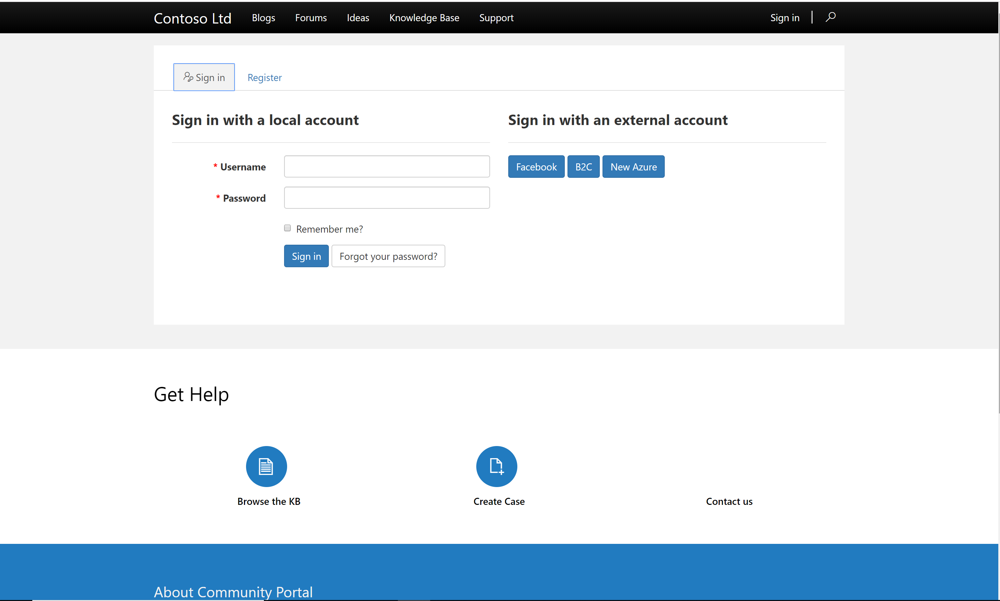 Contoso Ltd Blogs Forums Ideas Knowledge Base Support Sign in
Sign in Register
Sign in with a local account
* Username
* Password
Remember me?
Sign in Forgot your password?
Sign in with an external account
Facebook B2C New Azure
Get Help
Browse the KB Create Case Contact us
About Community Portal